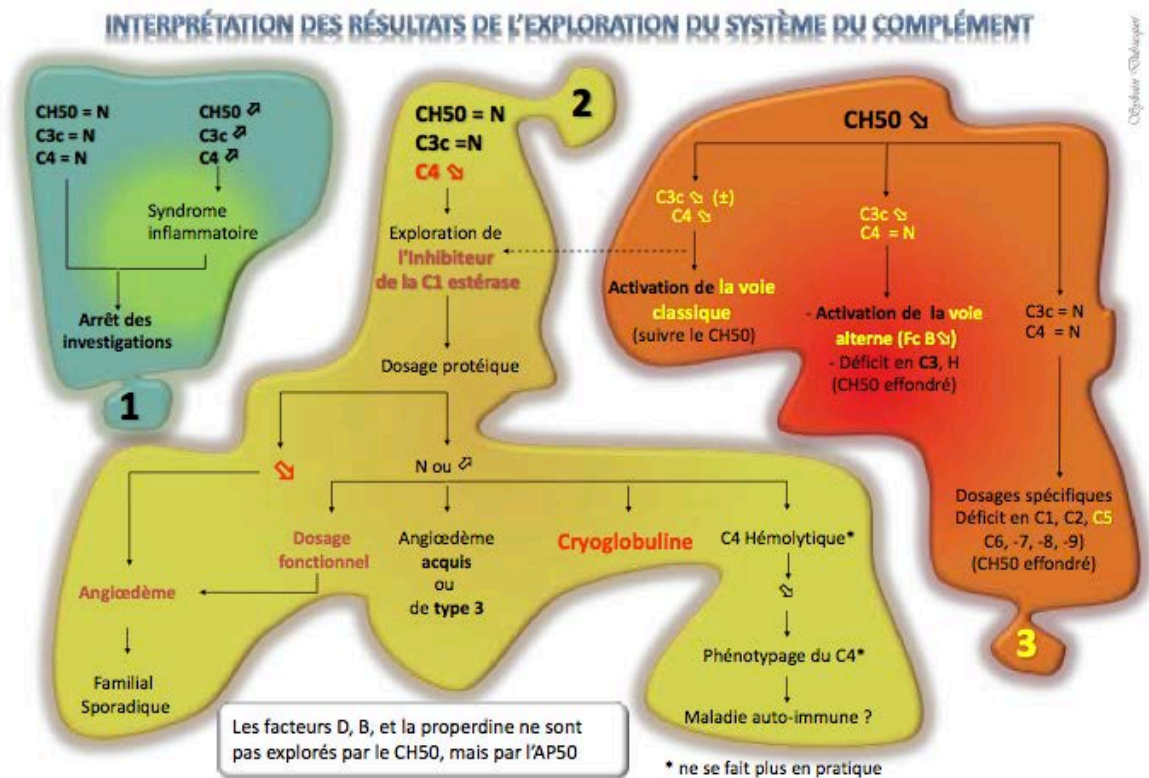 INTERPRÉTATION DES RÉSULTATS DE L'EXPLORATION DU SYSTÈME DU COMPLÉMENT
CH50 = N
C3c = N
C4 = N
CH50 ⬀
C3c ⬀
C4 ⬀
Syndrome
inflammatoire
Arrêt des
investigations
1
2
CH50 = N
C3c =N
C4 ⬂
Exploration de
l'Inhibiteur
de la C1 estérase
Dosage protéique
⬂
N ou ⬀
Dosage
fonctionnel
Angiœdème
acquis
ou
de type 3
Cryoglobuline
C4 Hémolytique*
⬂
Phénotypage du C4*
Maladie auto-immune ?
Angiœdème
Familial
Sporadique
CH50 ⬂
C3c ⬂ (±)
C4 ⬂
Activation de la voie
classique
(suivre le CH50)
C3c ⬂
C4 = N
- Activation de la voie
alterne (Fc B⬂)
- Déficit en C3, H
(CH50 effondré)
C3c = N
C4 = N
Dosages spécifiques
Déficit en C1, C2, C5
C6, -7, -8, -9)
(CH50 effondré)
3
Les facteurs D, B, et la properdine ne sont
pas explorés par le CH50, mais par l'AP50
* ne se fait plus en pratique